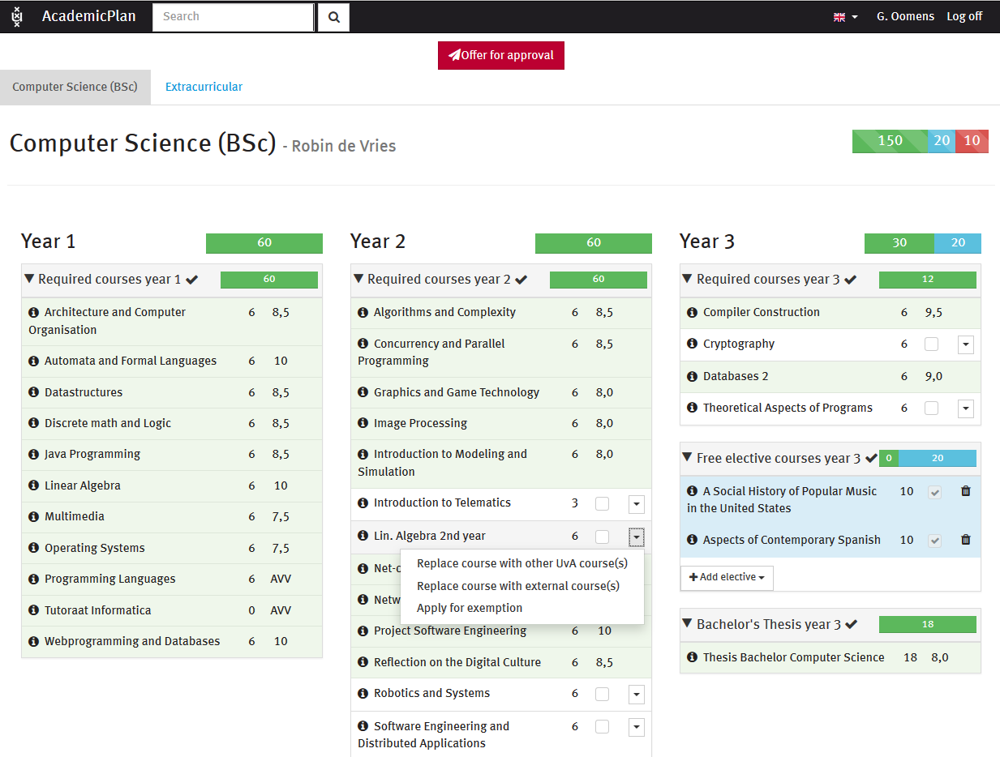 AcademicPlan Search G. Oomens Log off
Offer for approval
Computer Science (BSc) Extracurricular
Computer Science (BSc) - Robin de Vries 150 20 10
Year 1 60
Required courses year 1 60
Architecture and Computer 6 8,5
Organisation
Automata and Formal Languages 6 10
Datastructures 6 8,5
Discrete math and Logic 6 8,5
Java Programming 6 8,5
Linear Algebra 6 10
Multimedia 6 7,5
Operating Systems 6 7,5
Programming Languages 6 AVV
Tutoraat Informatica 0 AVV
Webprogramming and Databases 6 10
Year 2 60
Required courses year 2 60
Algorithms and Complexity 6 8,5
Concurrency and Parallel 6 8,5
Programming
Graphics and Game Technology 6 8,0
Image Processing 6 8,0
Introduction to Modeling and 6 8,0
Simulation
Introduction to Telematics 3
Lin. Algebra 2nd year 6
Replace course with other UvA course(s)
Replace course with external course(s)
Apply for exemption
Project Software Engineering 6 10
Reflection on the Digital Culture 6 8,5
Robotics and Systems 6
Software Engineering and 6
Distributed Applications
Year 3 30 20
Required courses year 3 12
Compiler Construction 6 9,5
Cryptography 6
Databases 2 6 9,0
Theoretical Aspects of Programs 6
Free elective courses year 3 0 20
A Social History of Popular Music 10
in the United States
Aspects of Contemporary Spanish 10
Add elective
Bachelor's Thesis year 3 18
Thesis Bachelor Computer Science 18 8,0